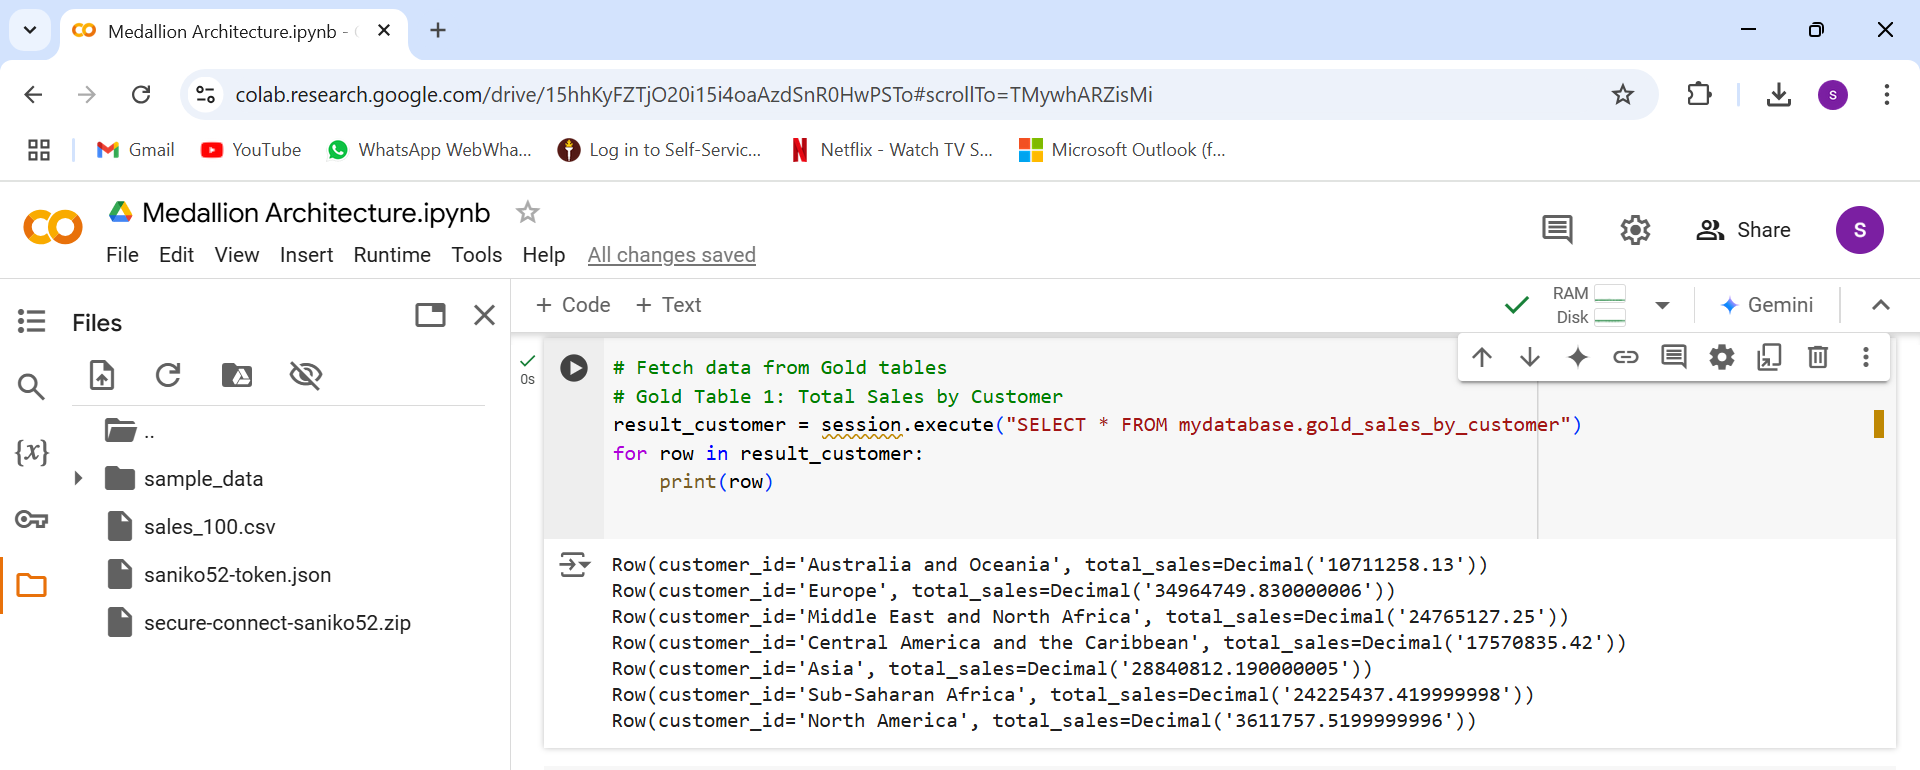 Medallion Architecture.ipynb - 
colab.research.google.com/drive/15hhKyFZTjO20i15i4oaAzdSnR0HwPSTo#scrollTo=TMywhARZisMi
S
Gmail
YouTube
WhatsApp WebWha...
Log in to Self-Servic...
Netflix - Watch TV S...
Microsoft Outlook (f...
Medallion Architecture.ipynb
File Edit View Insert Runtime Tools Help All changes saved
Share
S
Files
..
sample_data
sales_100.csv
saniko52-token.json
secure-connect-saniko52.zip
{x}
+ Code + Text
RAM
Disk
Gemini
0s
# Fetch data from Gold tables
# Gold Table 1: Total Sales by Customer
result_customer = session.execute("SELECT * FROM mydatabase.gold_sales_by_customer")
for row in result_customer:
    print(row)
Row(customer_id='Australia and Oceania', total_sales=Decimal('10711258.13'))
Row(customer_id='Europe', total_sales=Decimal('34964749.830000006'))
Row(customer_id='Middle East and North Africa', total_sales=Decimal('24765127.25'))
Row(customer_id='Central America and the Caribbean', total_sales=Decimal('17570835.42'))
Row(customer_id='Asia', total_sales=Decimal('28840812.190000005'))
Row(customer_id='Sub-Saharan Africa', total_sales=Decimal('24225437.419999998'))
Row(customer_id='North America', total_sales=Decimal('3611757.5199999996'))